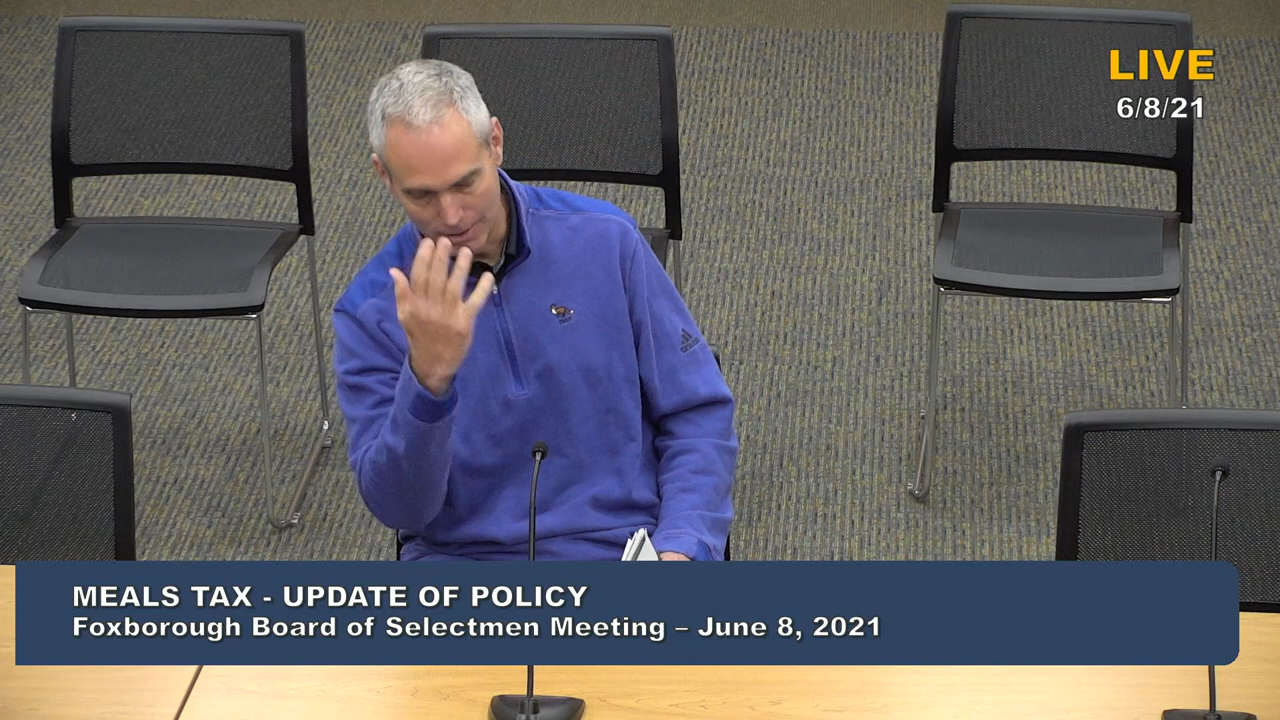 LIVE
6/8/21
MEALS TAX - UPDATE OF POLICY
Foxborough Board of Selectmen Meeting – June 8, 2021